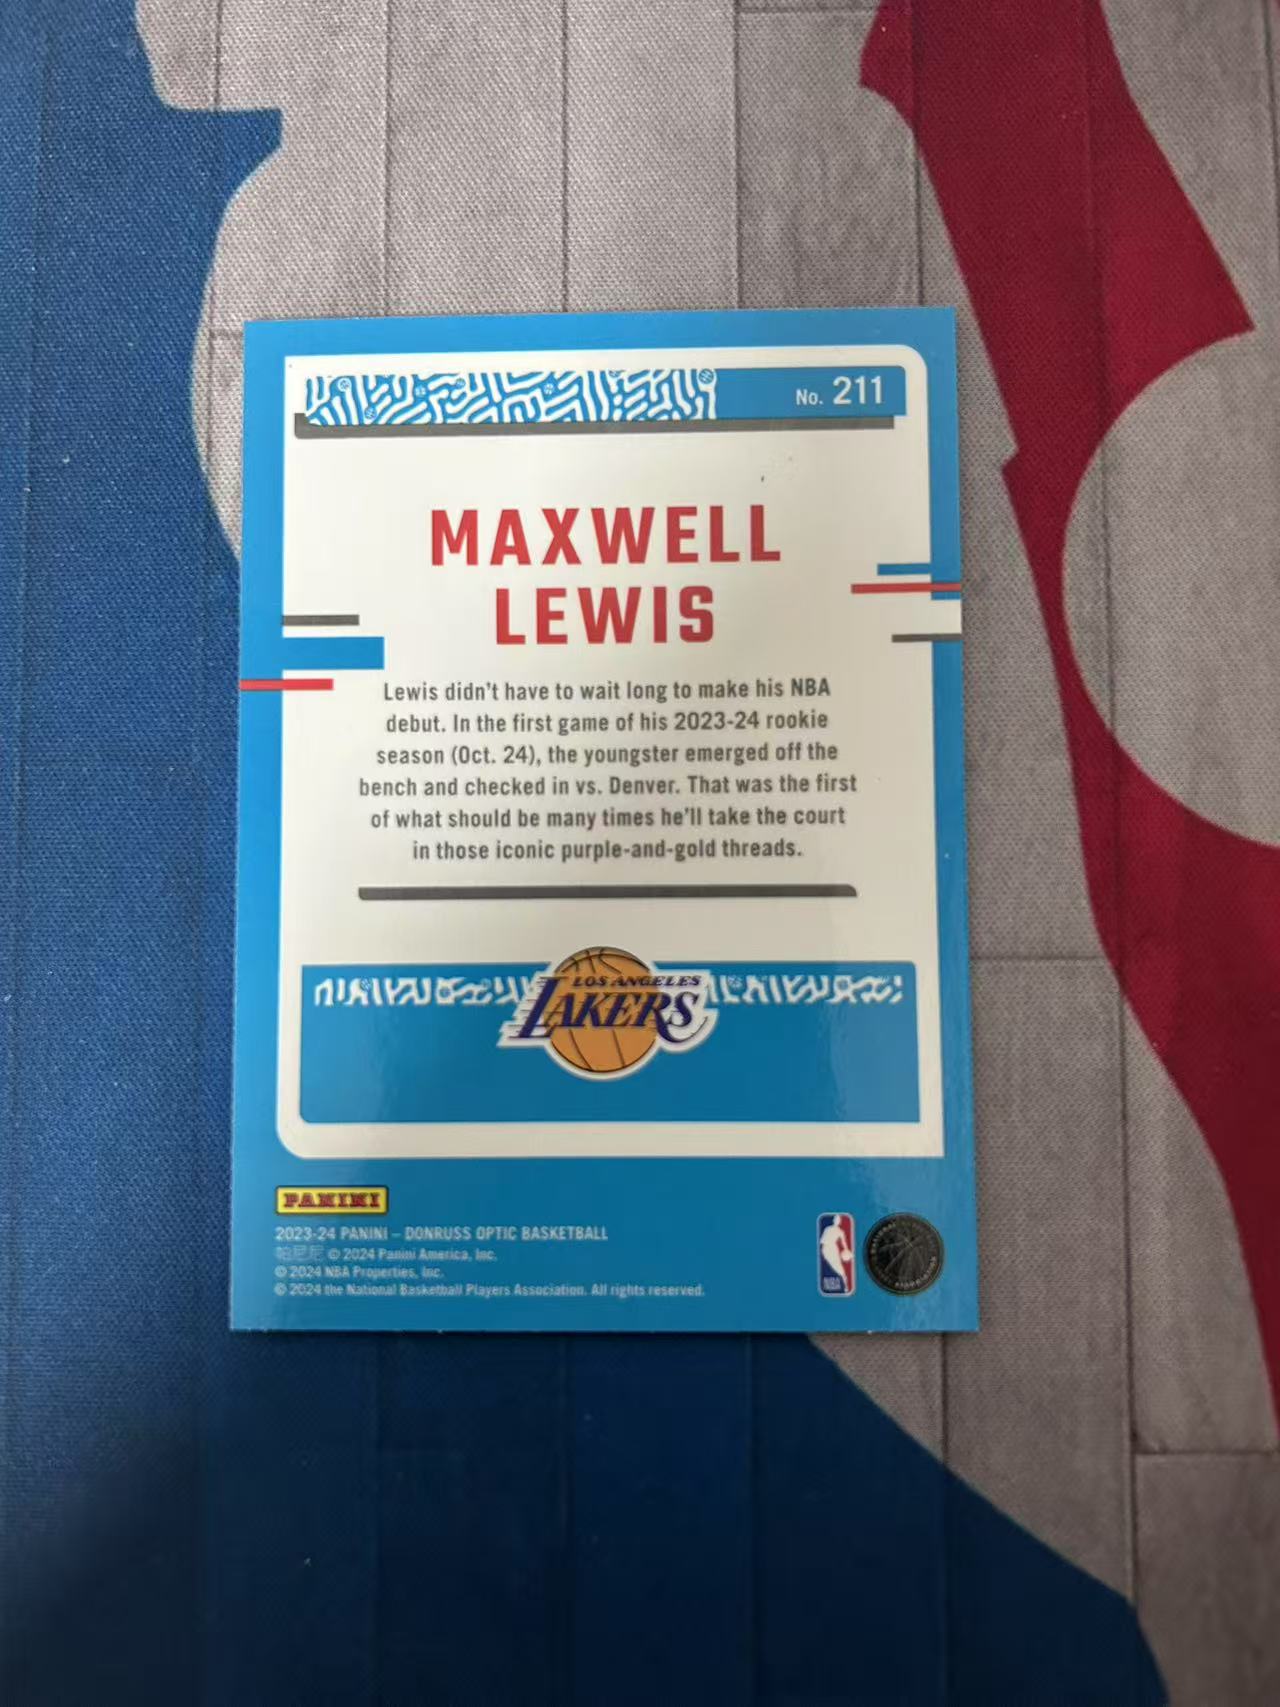 No. 211
MAXWELL
LEWIS
Lewis didn't have to wait long to make his NBA
debut. In the first game of his 2023-24 rookie
season (Oct. 24), the youngster emerged off the
bench and checked in vs. Denver. That was the first
of what should be many times he'll take the court
in those iconic purple-and-gold threads.
LOS ANGELES
LAKERS
PANINI
2023-24 PANINI – DONRUSS OPTIC BASKETBALL
帕尼尼 © 2024 Panini America, Inc.
© 2024 NBA Properties, Inc.
© 2024 the National Basketball Players Association. All rights reserved.
NBA